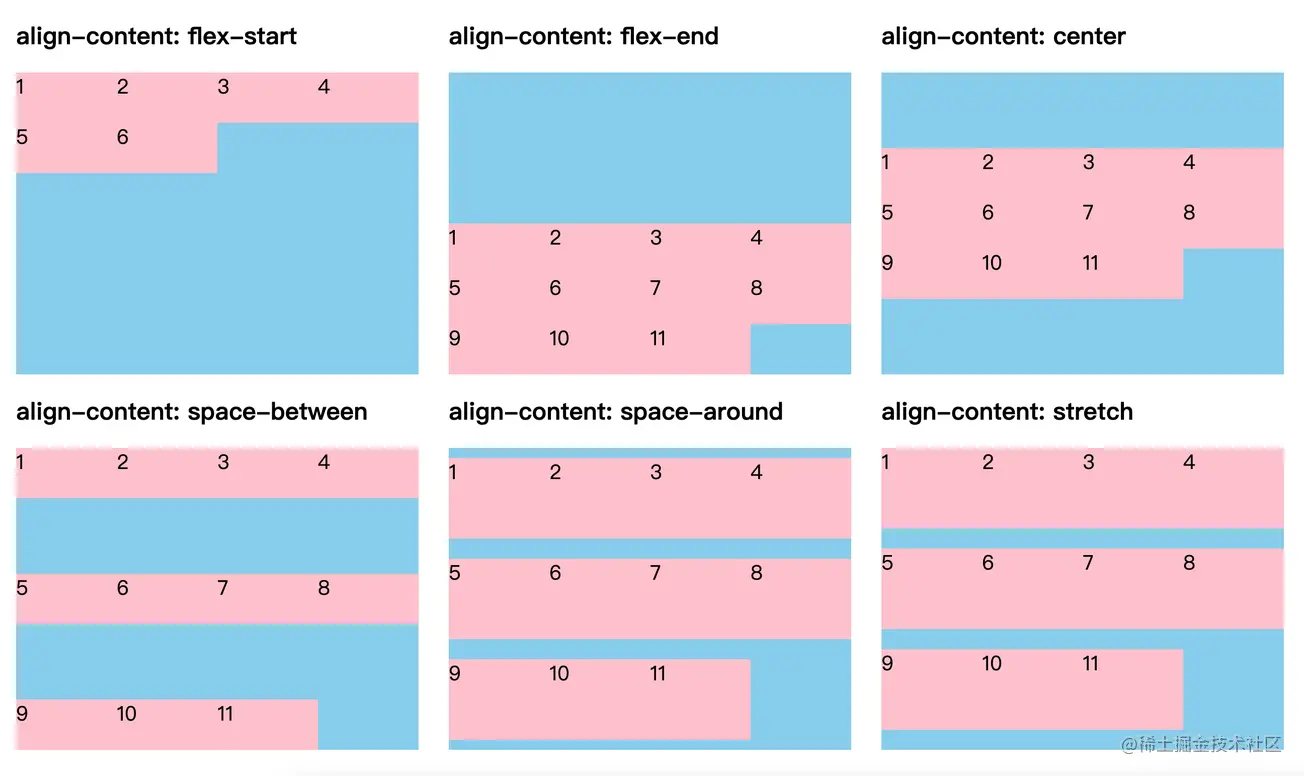 align-content: flex-start
1 2 3 4
5 6
align-content: flex-end
1 2 3 4
5 6 7 8
9 10 11
align-content: center
1 2 3 4
5 6 7 8
9 10 11
align-content: space-between
1 2 3 4
5 6 7 8
9 10 11
align-content: space-around
1 2 3 4
5 6 7 8
9 10 11
align-content: stretch
1 2 3 4
5 6 7 8
9 10 11
@稀土掘金技术社区